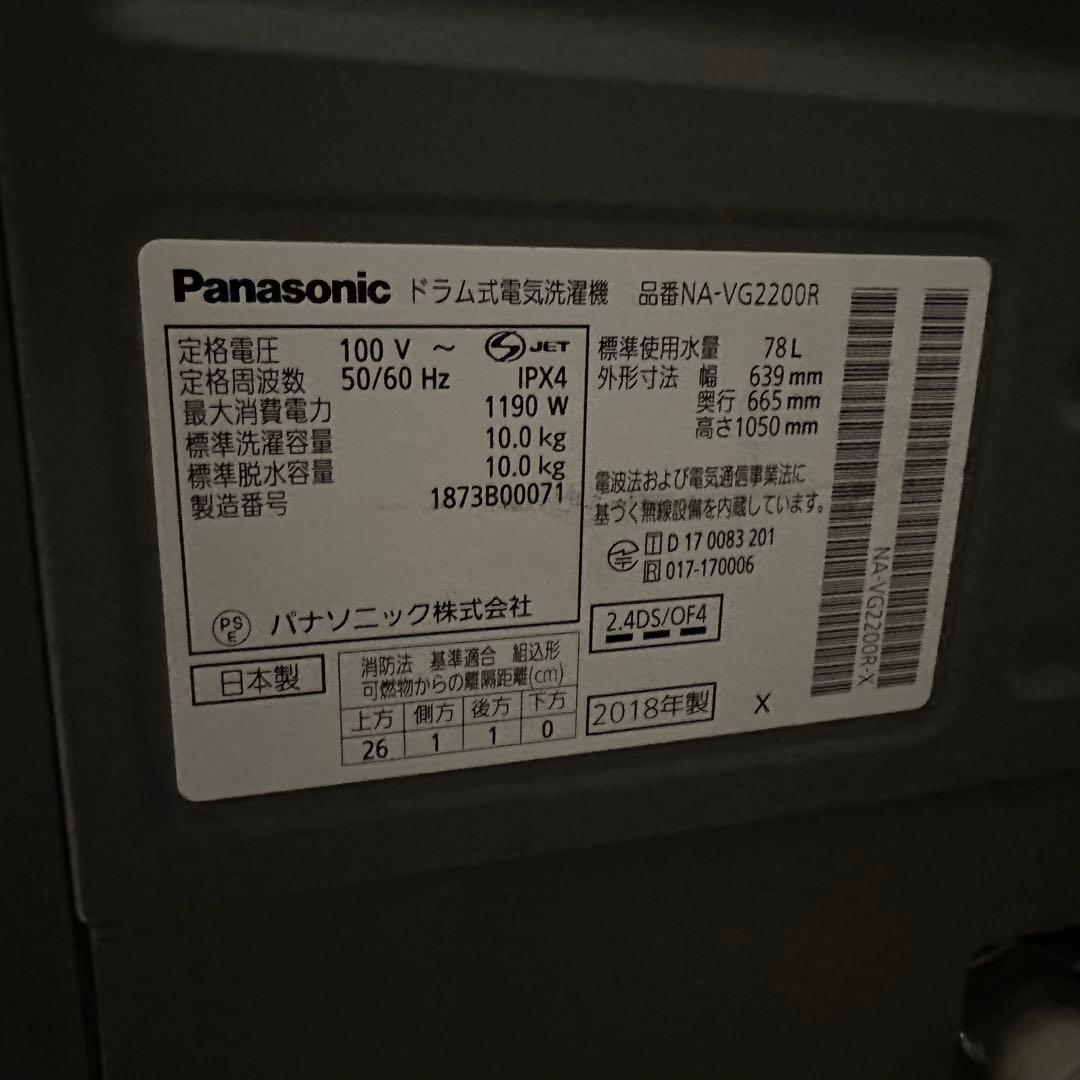 Panasonic ドラム式電気洗濯機 品番NA-VG2200R
定格電圧 100 V ～ S JET
定格周波数 50/60 Hz IPX4
最大消費電力 1190 W
標準洗濯容量 10.0 kg
標準脱水容量 10.0 kg
製造番号 1873B00071
PS E パナソニック株式会社
標準使用水量 78L
外形寸法 幅 639 mm
奥行 665 mm
高さ1050 mm
電波法および電気通信事業法に
基づく無線設備を内蔵しています。
T D 17 0083 201
R 017-170006
2.4DS/OF4
日本製
消防法 基準適合 組込形
可燃物からの離隔距離(cm)
上方 側方 後方 下方
26 1 1 0
2018年製 X
NA-VG2200R-X